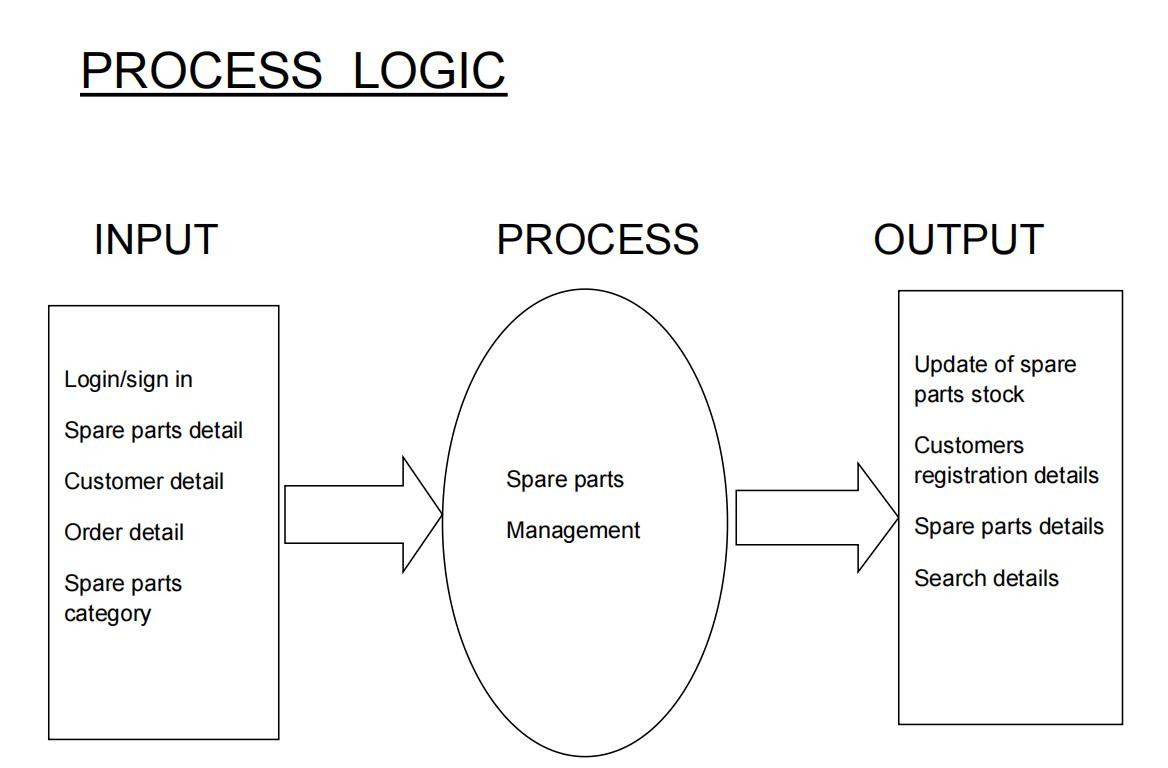 PROCESS LOGIC
INPUT
PROCESS
OUTPUT
Login/sign in
Spare parts detail
Customer detail
Order detail
Spare parts
category
Spare parts
Management
Update of spare
parts stock
Customers
registration details
Spare parts details
Search details